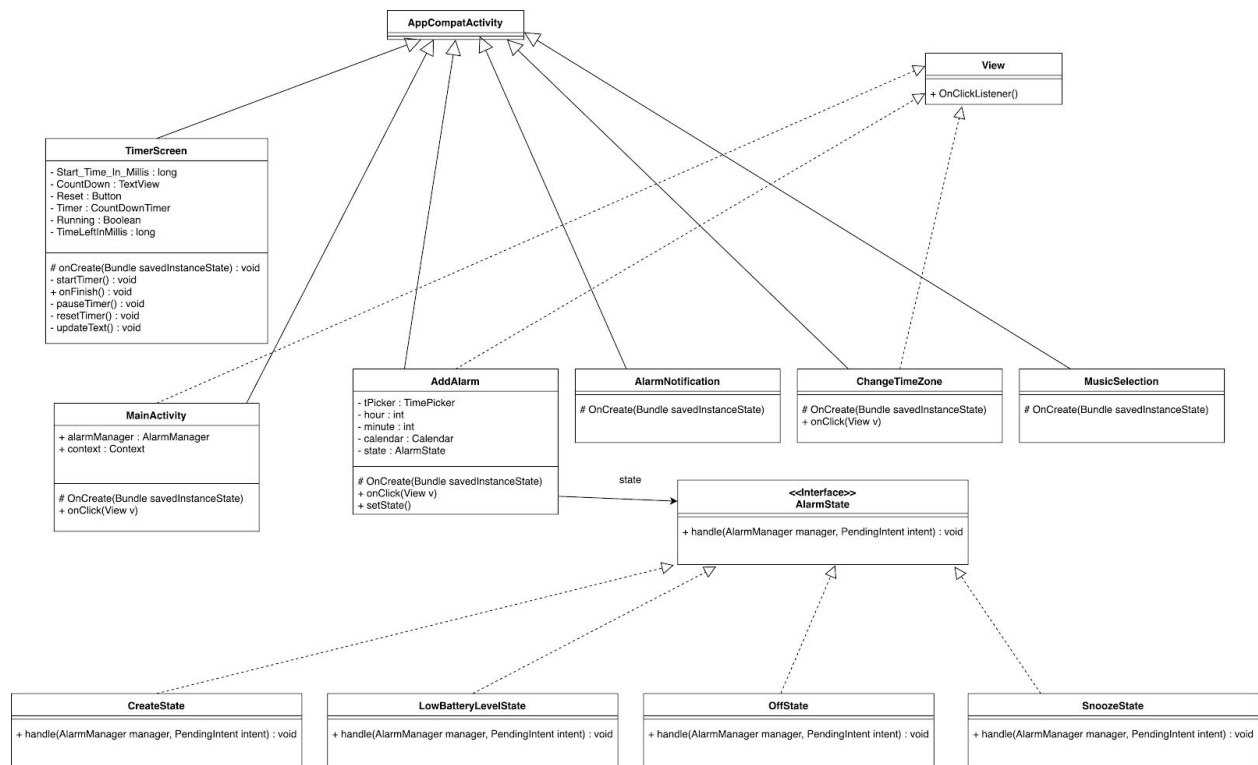 AppCompatActivity
View
+ OnClickListener()
TimerScreen
- Start_Time_In_Millis : long
- CountDown : TextView
- Reset : Button
- Timer : CountDownTimer
- Running : Boolean
- TimeLeftInMillis : long
# onCreate(Bundle savedInstanceState) : void
- startTimer() : void
+ onFinish() : void
- pauseTimer() : void
- resetTimer() : void
- updateText() : void
MainActivity
+ alarmManager : AlarmManager
+ context : Context
# OnCreate(Bundle savedInstanceState)
+ onClick(View v)
AddAlarm
- tPicker : TimePicker
- hour : int
- minute : int
- calendar : Calendar
- state : AlarmState
# OnCreate(Bundle savedInstanceState)
+ onClick(View v)
+ setState()
AlarmNotification
# OnCreate(Bundle savedInstanceState)
ChangeTimeZone
# OnCreate(Bundle savedInstanceState)
+ onClick(View v)
MusicSelection
# OnCreate(Bundle savedInstanceState)
state
<<Interface>>
AlarmState
+ handle(AlarmManager manager, PendingIntent intent) : void
CreateState
+ handle(AlarmManager manager, PendingIntent intent) : void
LowBatteryLevelState
+ handle(AlarmManager manager, PendingIntent intent) : void
OffState
+ handle(AlarmManager manager, PendingIntent intent) : void
SnoozeState
+ handle(AlarmManager manager, PendingIntent intent) : void